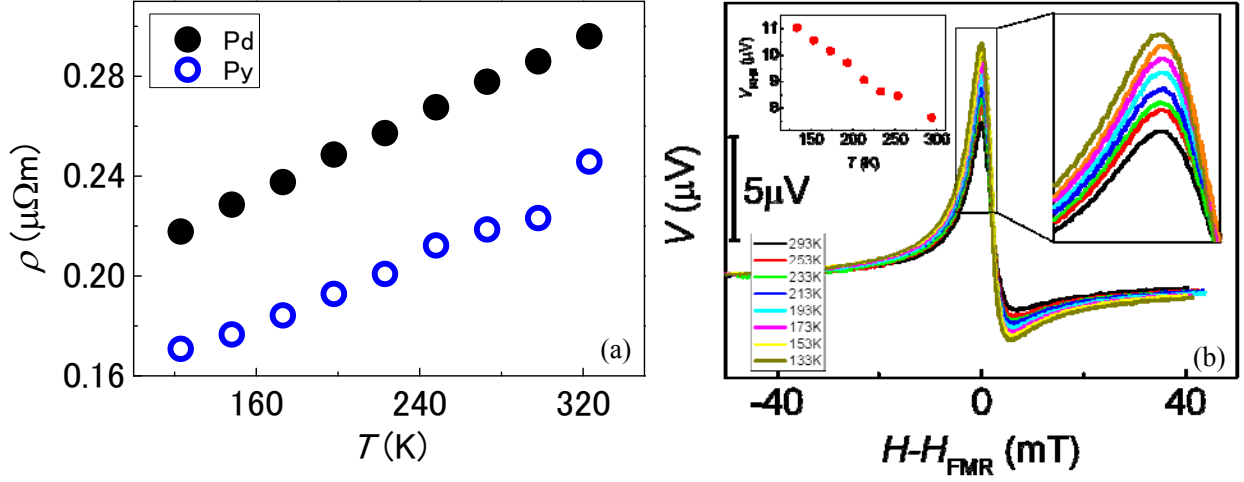 Pd
Py
0.28
0.24
0.20
0.16
ρ (μΩm)
160
240
320
T (K)
(a)
11
10
9
8
150
200
250
300
T (K)
5μV
V (μV)
293K
253K
233K
213K
193K
173K
153K
133K
(b)
-40
0
40
H-H_FMR (mT)